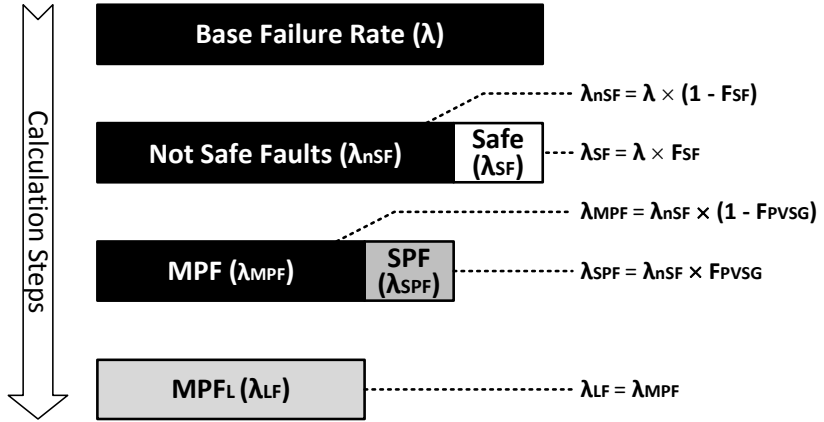 Calculation Steps
Base Failure Rate (λ)
λnSF = λ × (1 - FSF)
Not Safe Faults (λnSF)
Safe
(λSF)
λSF = λ × FSF
λMPF = λnSF × (1 - FPVSG)
MPF (λMPF)
SPF
(λSPF)
λSPF = λnSF × FPVSG
MPFL (λLF)
λLF = λMPF